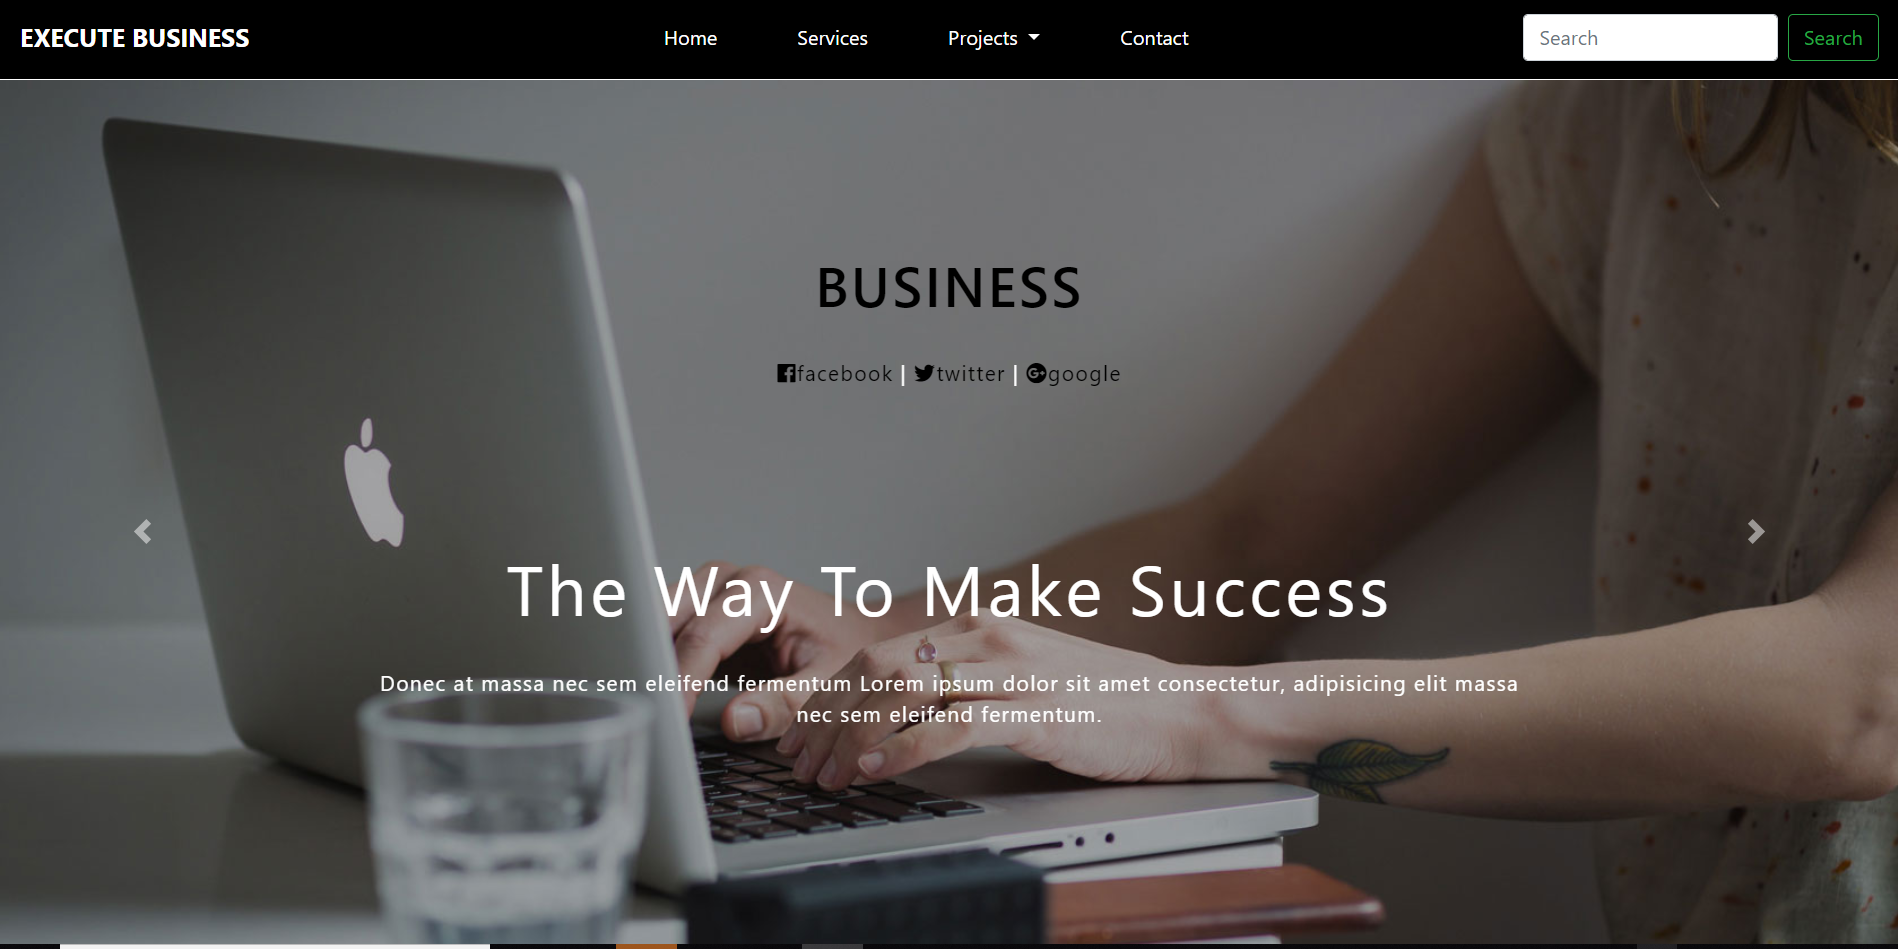 EXECUTE BUSINESS
Home Services Projects Contact
Search Search
BUSINESS
facebook | twitter | google
The Way To Make Success
Donec at massa nec sem eleifend fermentum Lorem ipsum dolor sit amet consectetur, adipisicing elit massa
nec sem eleifend fermentum.